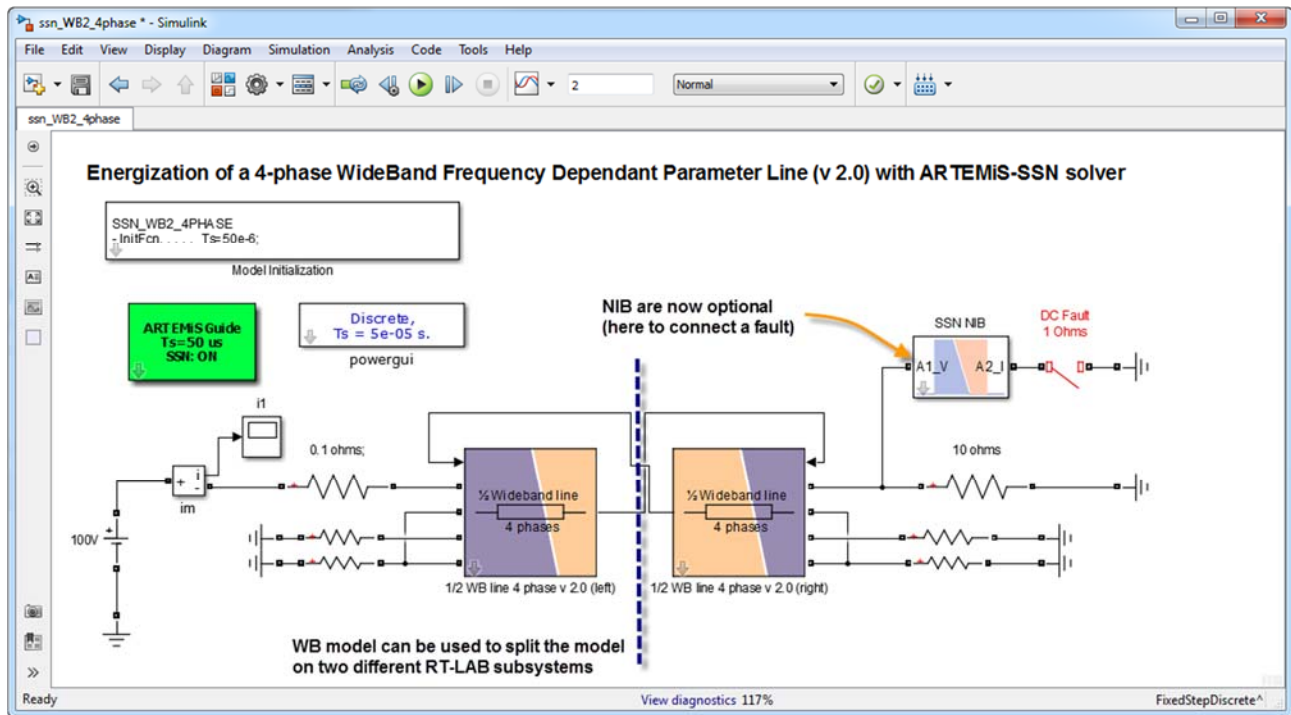 ssn_WB2_4phase * - Simulink
File Edit View Display Diagram Simulation Analysis Code Tools Help
2 Normal
ssn_WB2_4phase
Energization of a 4-phase WideBand Frequency Dependant Parameter Line (v 2.0) with ARTEMiS-SSN solver
SSN_WB2_4PHASE
- InitFcn. . . . . Ts=50e-6;
Model Initialization
ARTEMiS Guide
Ts=50 us
SSN: ON
Discrete,
Ts = 5e-05 s.
powergui
NIB are now optional
(here to connect a fault)
SSN NIB
A1_V A2_I
DC Fault
1 Ohms
i1
0.1 ohms;
+ i
-
im
100V
+
½ Wideband line
4 phases
1/2 WB line 4 phase v 2.0 (left)
½ Wideband line
4 phases
1/2 WB line 4 phase v 2.0 (right)
10 ohms
WB model can be used to split the model
on two different RT-LAB subsystems
Ready View diagnostics 117% FixedStepDiscrete^